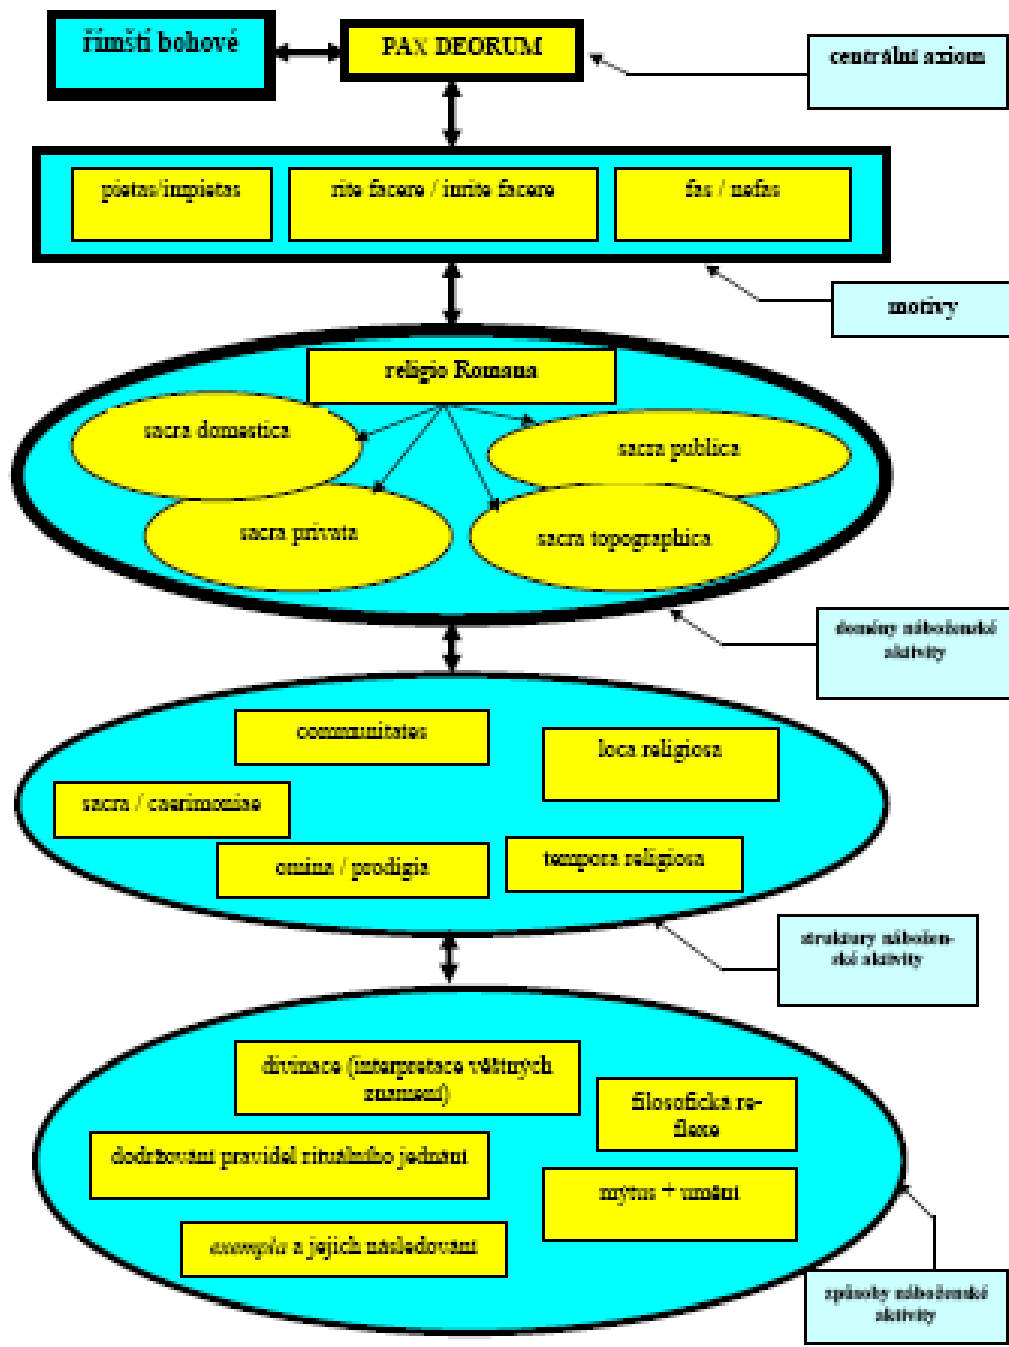 římští bohové
PAX DEORUM
centrální axiom
pietas/impietas
rite facere / inrite facere
fas / nefas
motivy
religio Romana
sacra domestica
sacra publica
sacra privata
sacra topographica
domény náboženské
aktivity
communitates
loca religiosa
sacra / caerimoniae
omina / prodigia
tempora religiosa
struktury nábožen-
ské aktivity
divinace (interpretace věštných
znamení)
filosofická re-
flexe
dodržování pravidel rituálního jednání
mýtus + umění
exempla a jejich následování
způsoby náboženské
aktivity